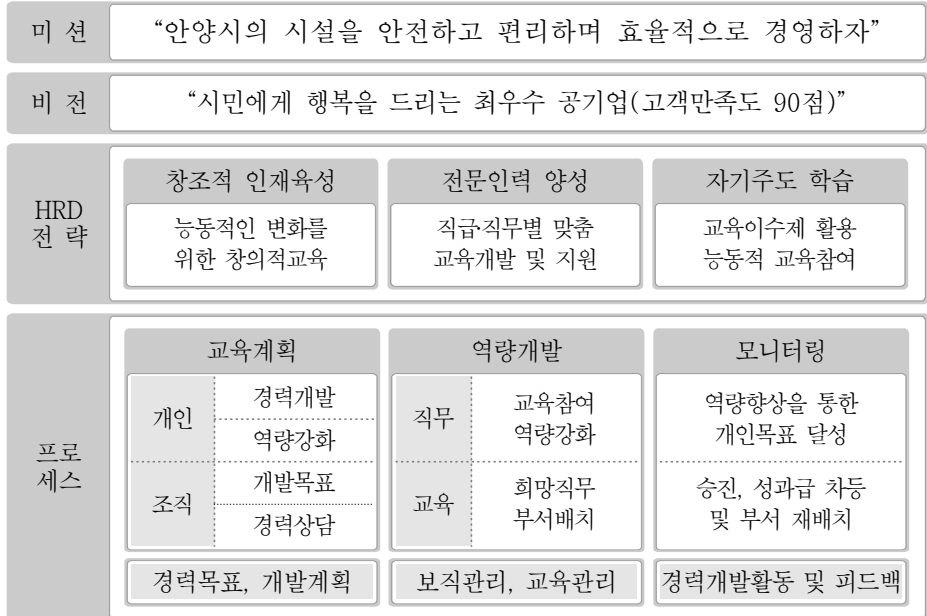 미 션
“안양시의 시설을 안전하고 편리하며 효율적으로 경영하자”
비 전
“시민에게 행복을 드리는 최우수 공기업(고객만족도 90점)”
HRD
전 략
창조적 인재육성
능동적인 변화를
위한 창의적교육
전문인력 양성
직급·직무별 맞춤
교육개발 및 지원
자기주도 학습
교육이수제 활용
능동적 교육참여
프로
세스
교육계획
개인
경력개발
역량강화
조직
개발목표
경력상담
경력목표, 개발계획
역량개발
직무
교육참여
역량강화
교육
희망직무
부서배치
보직관리, 교육관리
모니터링
역량향상을 통한
개인목표 달성
승진, 성과급 차등
및 부서 재배치
경력개발활동 및 피드백